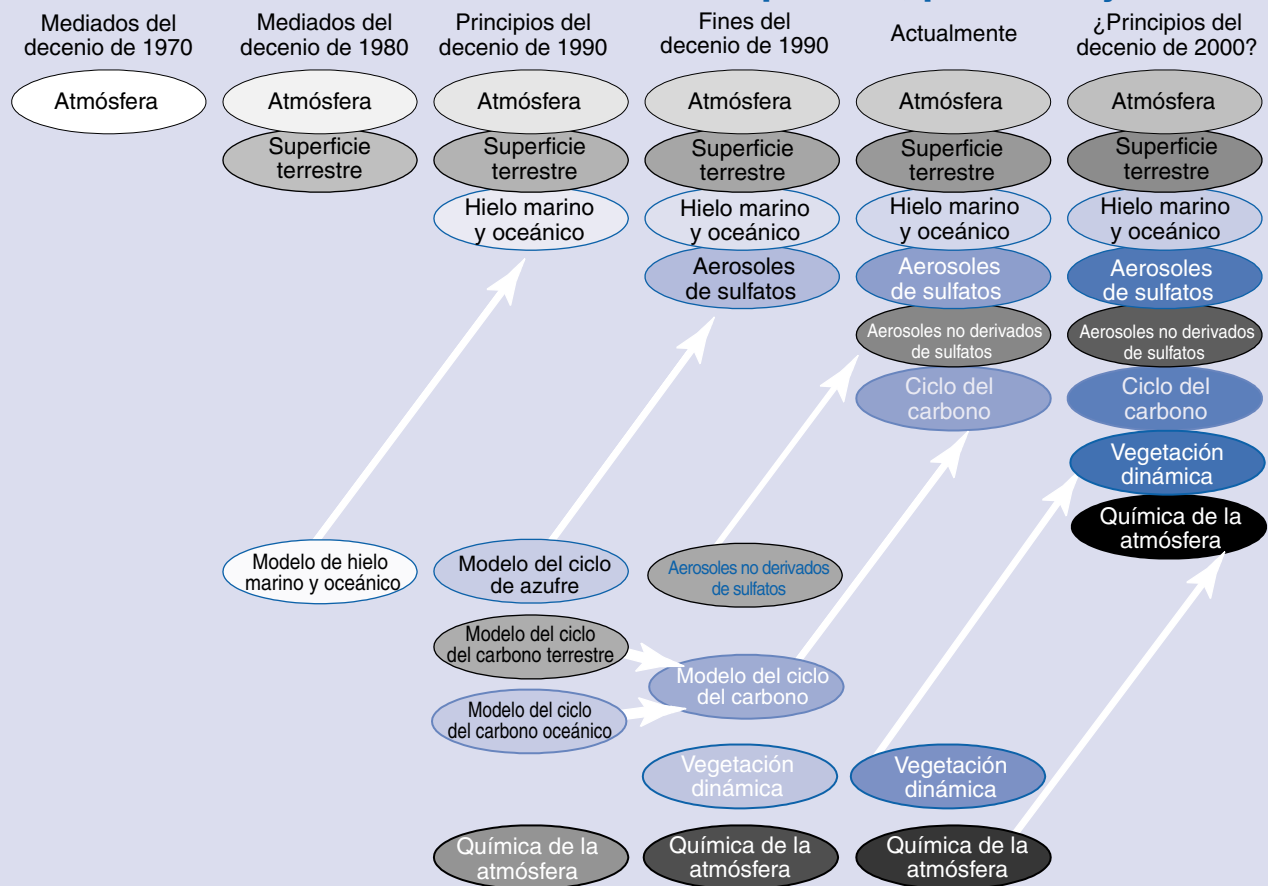 Mediados del
decenio de 1970
Mediados del
decenio de 1980
Principios del
decenio de 1990
Fines del
decenio de 1990
Actualmente
¿Principios del
decenio de 2000?
Atmósfera
Atmósfera
Atmósfera
Atmósfera
Atmósfera
Atmósfera
Superficie
terrestre
Superficie
terrestre
Superficie
terrestre
Superficie
terrestre
Superficie
terrestre
Hielo marino
y oceánico
Hielo marino
y oceánico
Hielo marino
y oceánico
Hielo marino
y oceánico
Aerosoles
de sulfatos
Aerosoles
de sulfatos
Aerosoles
de sulfatos
Aerosoles no derivados
de sulfatos
Aerosoles no derivados
de sulfatos
Ciclo del
carbono
Ciclo del
carbono
Vegetación
dinámica
Química de la
atmósfera
Modelo de hielo
marino y oceánico
Modelo del ciclo
de azufre
Aerosoles no derivados
de sulfatos
Modelo del ciclo
del carbono terrestre
Modelo del ciclo
del carbono
Modelo del ciclo
del carbono oceánico
Vegetación
dinámica
Vegetación
dinámica
Química de la
atmósfera
Química de la
atmósfera
Química de la
atmósfera